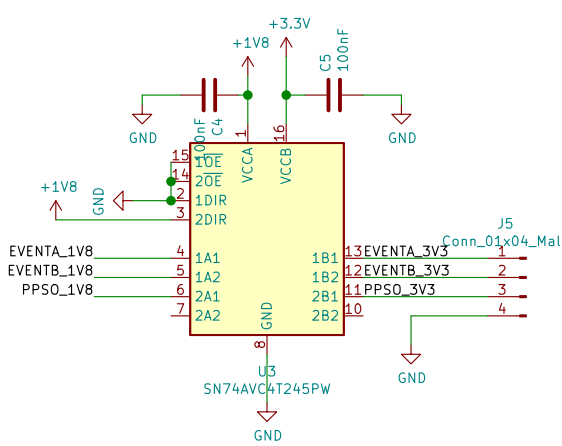 +3.3V
+1V8
C5
100nF
C4
100nF
GND
GND
1
16
VCCA
VCCB
15
1OE
14
2OE
2
1DIR
3
2DIR
GND
+1V8
EVENTA_1V8
4
1A1
EVENTB_1V8
5
1A2
PPSO_1V8
6
2A1
7
2A2
1B1
13
EVENTA_3V3
1B2
12
EVENTB_3V3
2B1
11
PPSO_3V3
2B2
10
J5
Conn_01x04_Mal
1
2
3
4
GND
GND
8
U3
SN74AVC4T245PW
GND